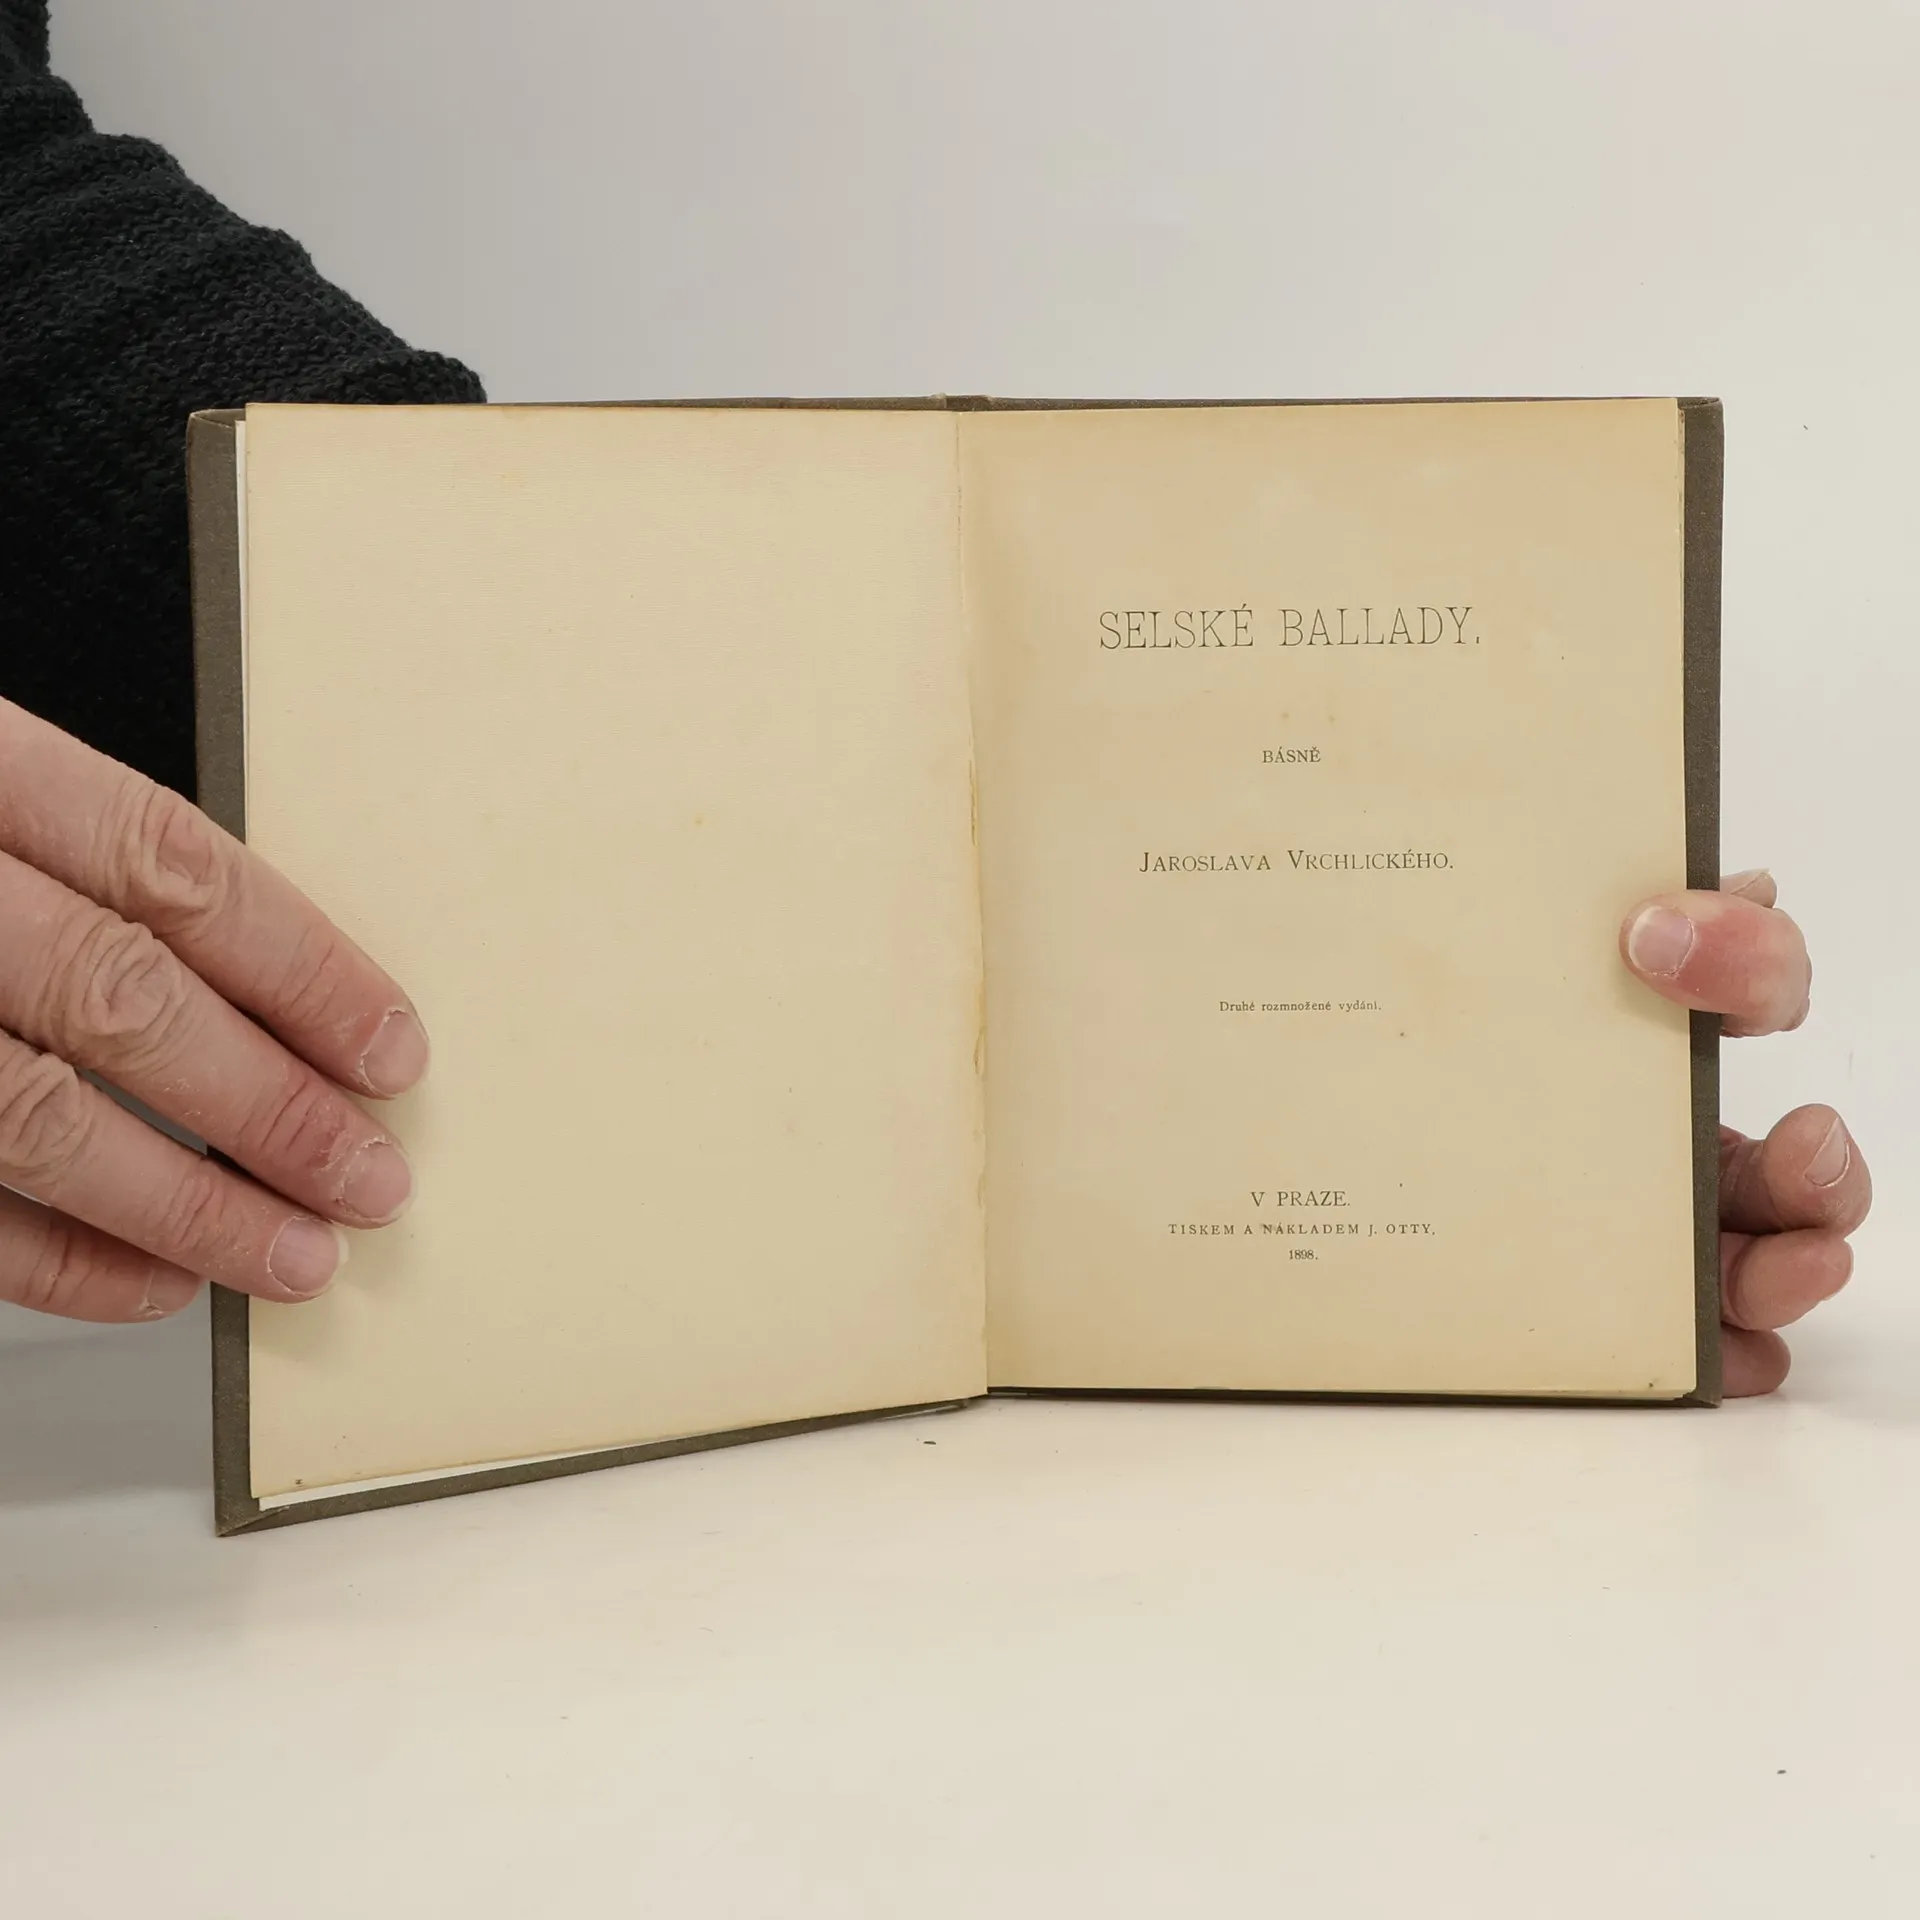 SELSKÉ BALLADY.
BÁSNĚ
JAROSLAVA VRCHLICKÉHO.
Druhé rozmnožené vydání.
V PRAZE.
TISKEM A NÁKLADEM J. OTTY.
1898.